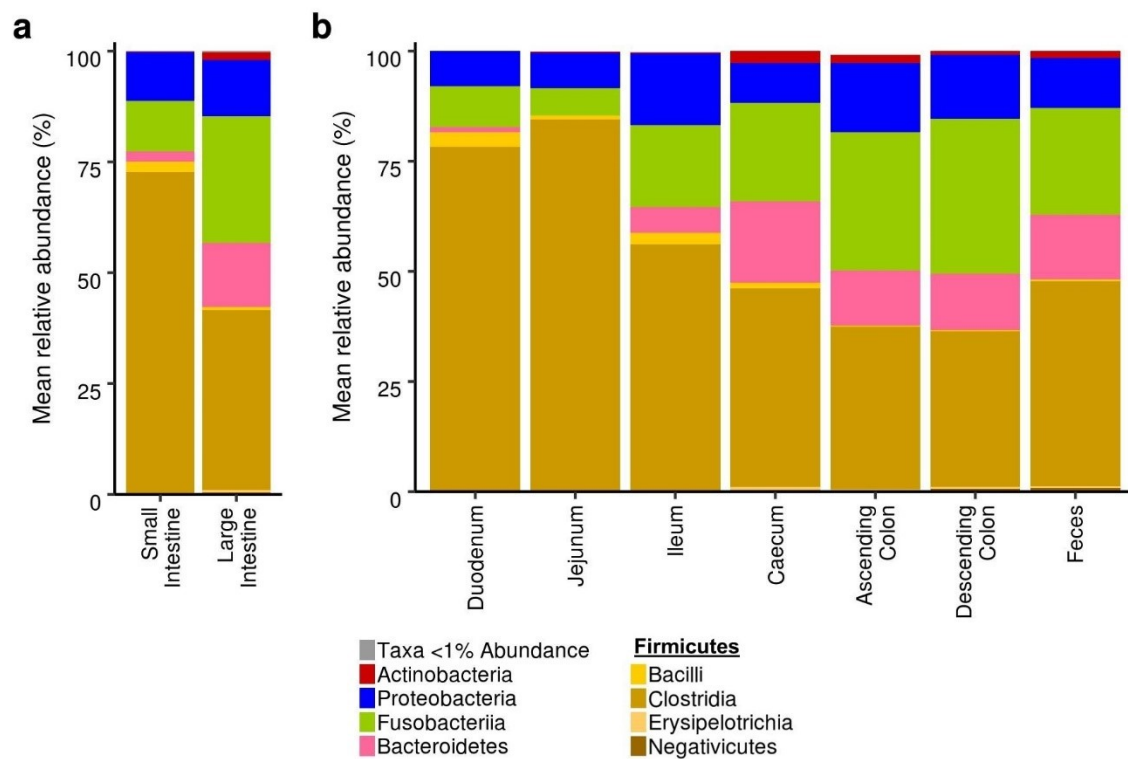 a
Mean relative abundance (%)
100
75
50
25
0
Small
Intestine
Large
Intestine
b
Mean relative abundance (%)
100
75
50
25
0
Duodenum
Jejunum
Ileum
Caecum
Ascending
Colon
Descending
Colon
Feces
Taxa <1% Abundance
Actinobacteria
Proteobacteria
Fusobacteriia
Bacteroidetes
Firmicutes
Bacilli
Clostridia
Erysipelotrichia
Negativicutes